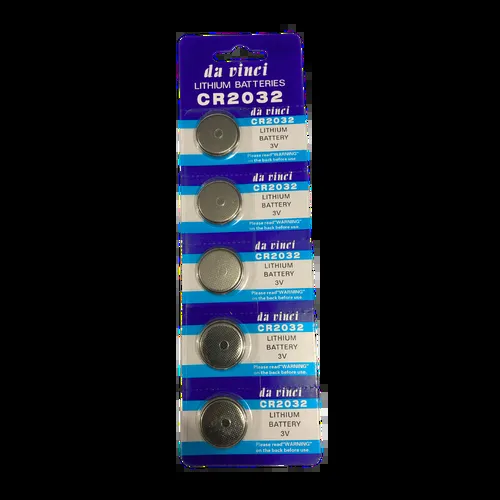 da vinci
LITHIUM BATTERIES
CR2032
da vinci
CR2032
LITHIUM
BATTERY
3V
Please read"WARNING"
on the back before use.
da vinci
CR2032
LITHIUM
BATTERY
3V
Please read"WARNING"
on the back before use.
da vinci
CR2032
LITHIUM
BATTERY
3V
Please read"WARNING"
on the back before use.
da vinci
CR2032
LITHIUM
BATTERY
3V
Please read"WARNING"
on the back before use.
da vinci
CR2032
LITHIUM
BATTERY
3V
Please read"WARNING"
on the back before use.